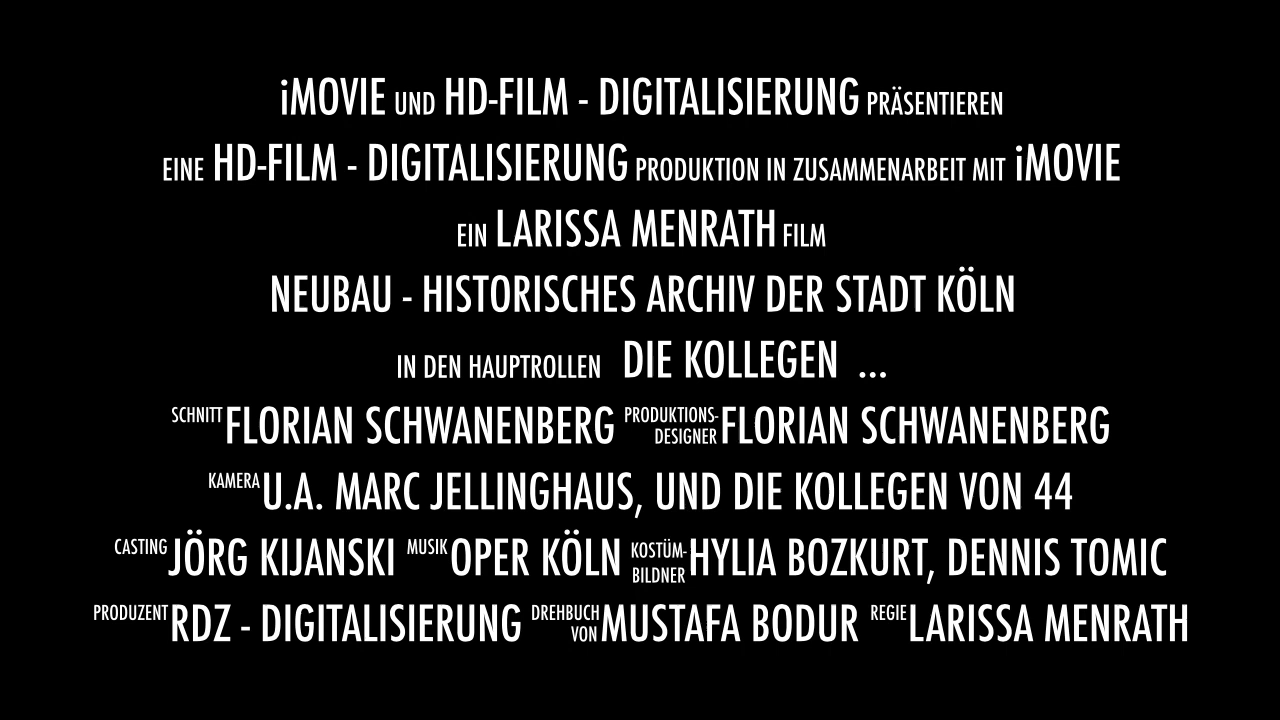 iMOVIE UND HD-FILM - DIGITALISIERUNG PRÄSENTIEREN
EINE HD-FILM - DIGITALISIERUNG PRODUKTION IN ZUSAMMENARBEIT MIT iMOVIE
EIN LARISSA MENRATH FILM
NEUBAU - HISTORISCHES ARCHIV DER STADT KÖLN
IN DEN HAUPTROLLEN DIE KOLLEGEN ...
SCHNITT FLORIAN SCHWANENBERG PRODUKTIONS-DESIGNER FLORIAN SCHWANENBERG
KAMERA U.A. MARC JELLINGHAUS, UND DIE KOLLEGEN VON 44
CASTING JÖRG KIJANSKI MUSIK OPER KÖLN KOSTÜM-BILDNER HYLIA BOZKURT, DENNIS TOMIC
PRODUZENT RDZ - DIGITALISIERUNG DREHBUCH VON MUSTAFA BODUR REGIE LARISSA MENRATH